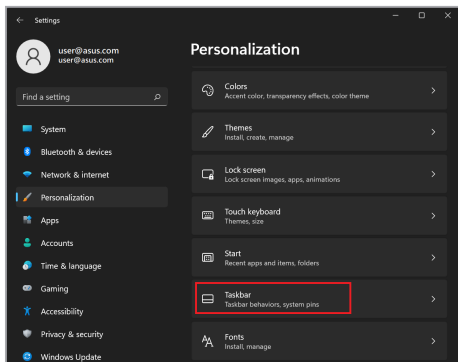 Settings
user@asus.com
user@asus.com
Find a setting
System
Bluetooth & devices
Network & internet
Personalization
Apps
Accounts
Time & language
Gaming
Accessibility
Privacy & security
Windows Update
Personalization
Colors
Accent color, transparency effects, color theme
Themes
Install, create, manage
Lock screen
Lock screen images, apps, animations
Touch keyboard
Themes, size
Start
Recent apps and items, folders
Taskbar
Taskbar behaviors, system pins
Fonts
Install, manage